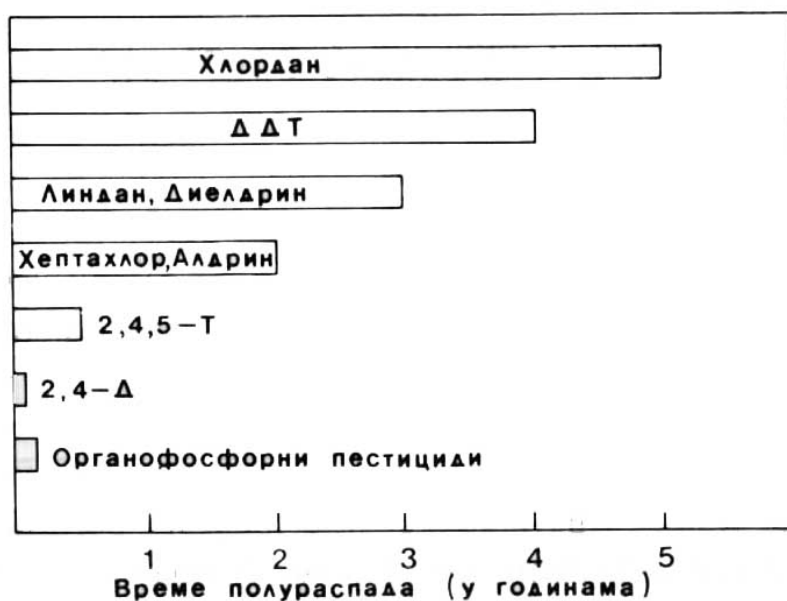 Хлордан
ДДТ
Линдан, Диелдрин
Хептахлор, Алдрин
2,4,5-Т
2,4-Д
Органофосфорни пестициди
1 2 3 4 5
Време полураспада (у годинама)